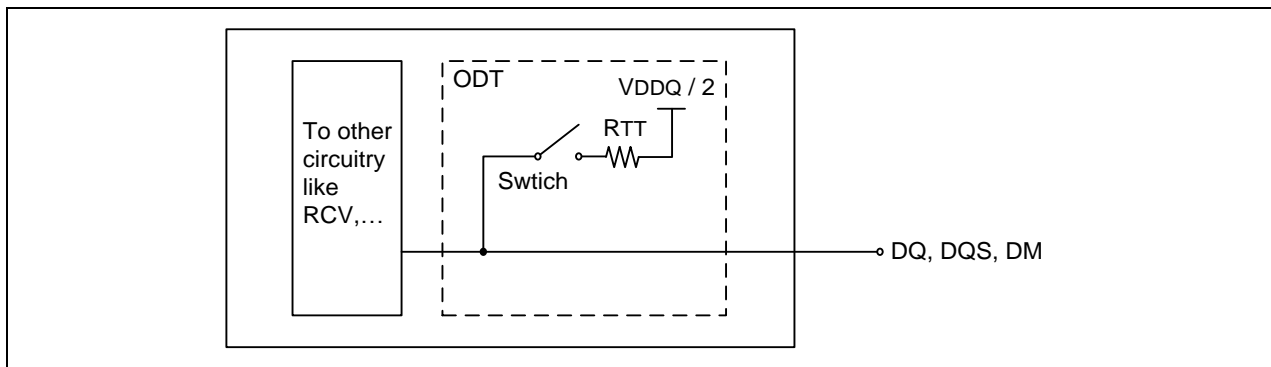 ODT
VDDQ / 2
To other
circuitry
like
RCV,…
RTT
Swtich
DQ, DQS, DM